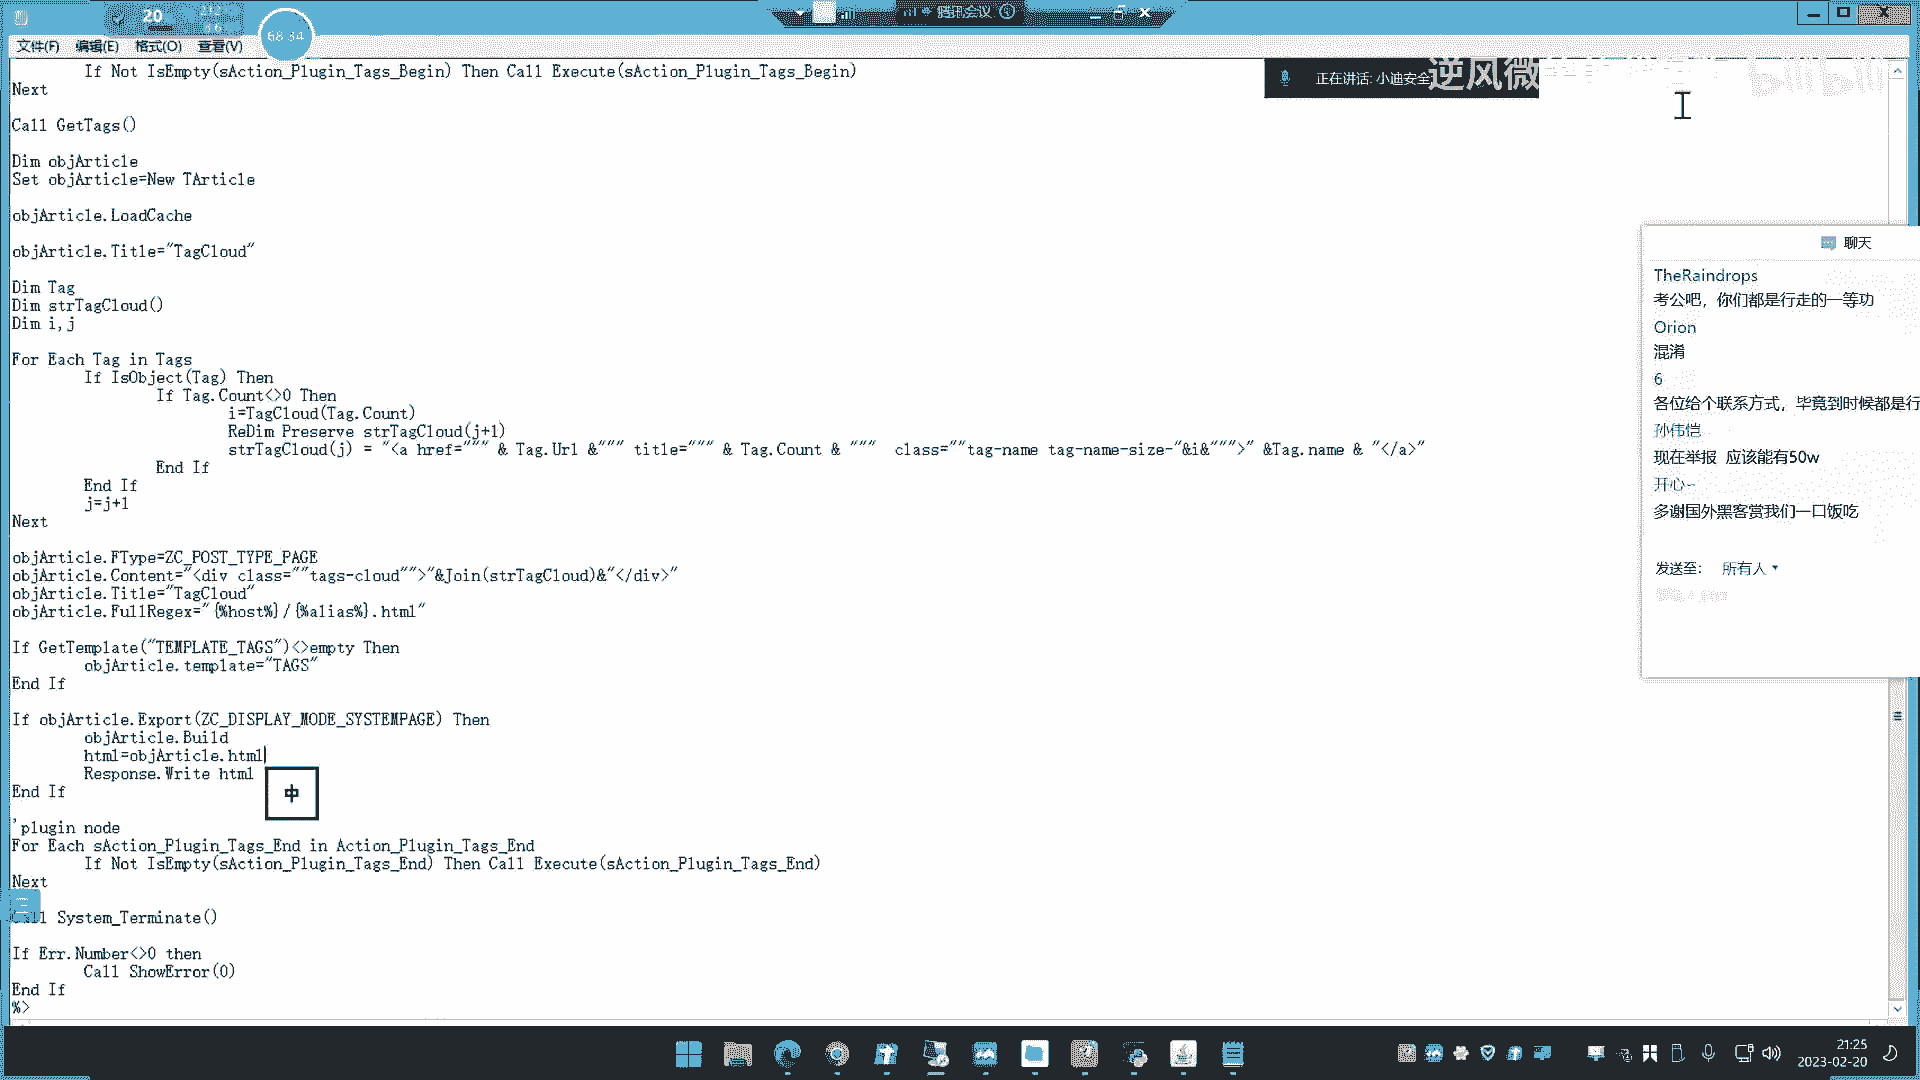 20
68 34
腾讯会议
文件(F) 编辑(E) 格式(O) 查看(V)
If Not IsEmpty(sAction_Plugin_Tags_Begin) Then Call Execute(sAction_Plugin_Tags_Begin)
Next
Call GetTags()
Dim objArticle
Set objArticle=New TArticle
objArticle.LoadCache
objArticle.Title="TagCloud"
Dim Tag
Dim strTagCloud()
Dim i,j
For Each Tag in Tags
If IsObject(Tag) Then
If Tag.Count<>0 Then
i=TagCloud(Tag.Count)
ReDim Preserve strTagCloud(j+1)
strTagCloud(j) = "<a href=""" & Tag.Url &""" title=""" & Tag.Count & """  class=""tag-name tag-name-size-"&i&""">" &Tag.name & "</a>"
End If
End If
j=j+1
Next
objArticle.FType=ZC_POST_TYPE_PAGE
objArticle.Content="<div class=""tags-cloud"">"&Join(strTagCloud)&"</div>"
objArticle.Title="TagCloud"
objArticle.FullRegex="{%host%}/{%alias%}.html"
If GetTemplate("TEMPLATE_TAGS")<>empty Then
objArticle.template="TAGS"
End If
If objArticle.Export(ZC_DISPLAY_MODE_SYSTEMPAGE) Then
objArticle.Build
html=objArticle.html
Response.Write html
End If
中
'plugin node
For Each sAction_Plugin_Tags_End in Action_Plugin_Tags_End
If Not IsEmpty(sAction_Plugin_Tags_End) Then Call Execute(sAction_Plugin_Tags_End)
Next
Call System_Terminate()
If Err.Number<>0 then
Call ShowError(0)
End If
%>
正在讲话: 小迪安全
逆风微
bilibili
聊天
TheRaindrops
考公吧，你们都是行走的一等功
Orion
混淆
6
各位给个联系方式，毕竟到时候都是行
孙伟恺
现在举报 应该能有50w
开心~
多谢国外黑客赏我们一口饭吃
发送至: 所有人
21:25
2023-02-20